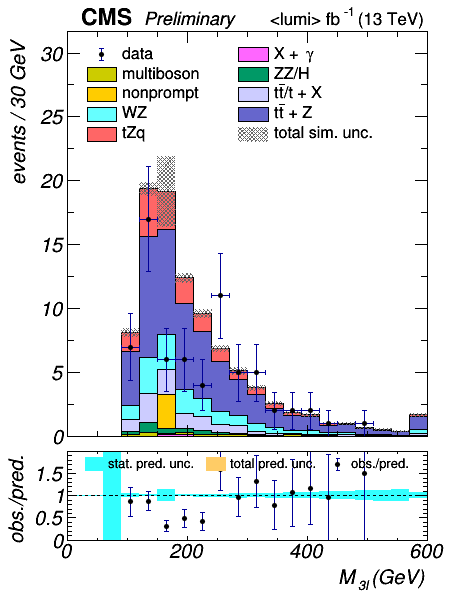 CMS Preliminary <lumi> fb⁻¹ (13 TeV)
events / 30 GeV
30
25
20
15
10
5
0
data
multiboson
nonprompt
WZ
tZq
X + γ
ZZ/H
tt̄/t + X
tt̄ + Z
total sim. unc.
obs./pred.
1.5
1
0.5
0
stat. pred. unc. total pred. unc. obs./pred.
0 200 400 600
M₃ₗ (GeV)